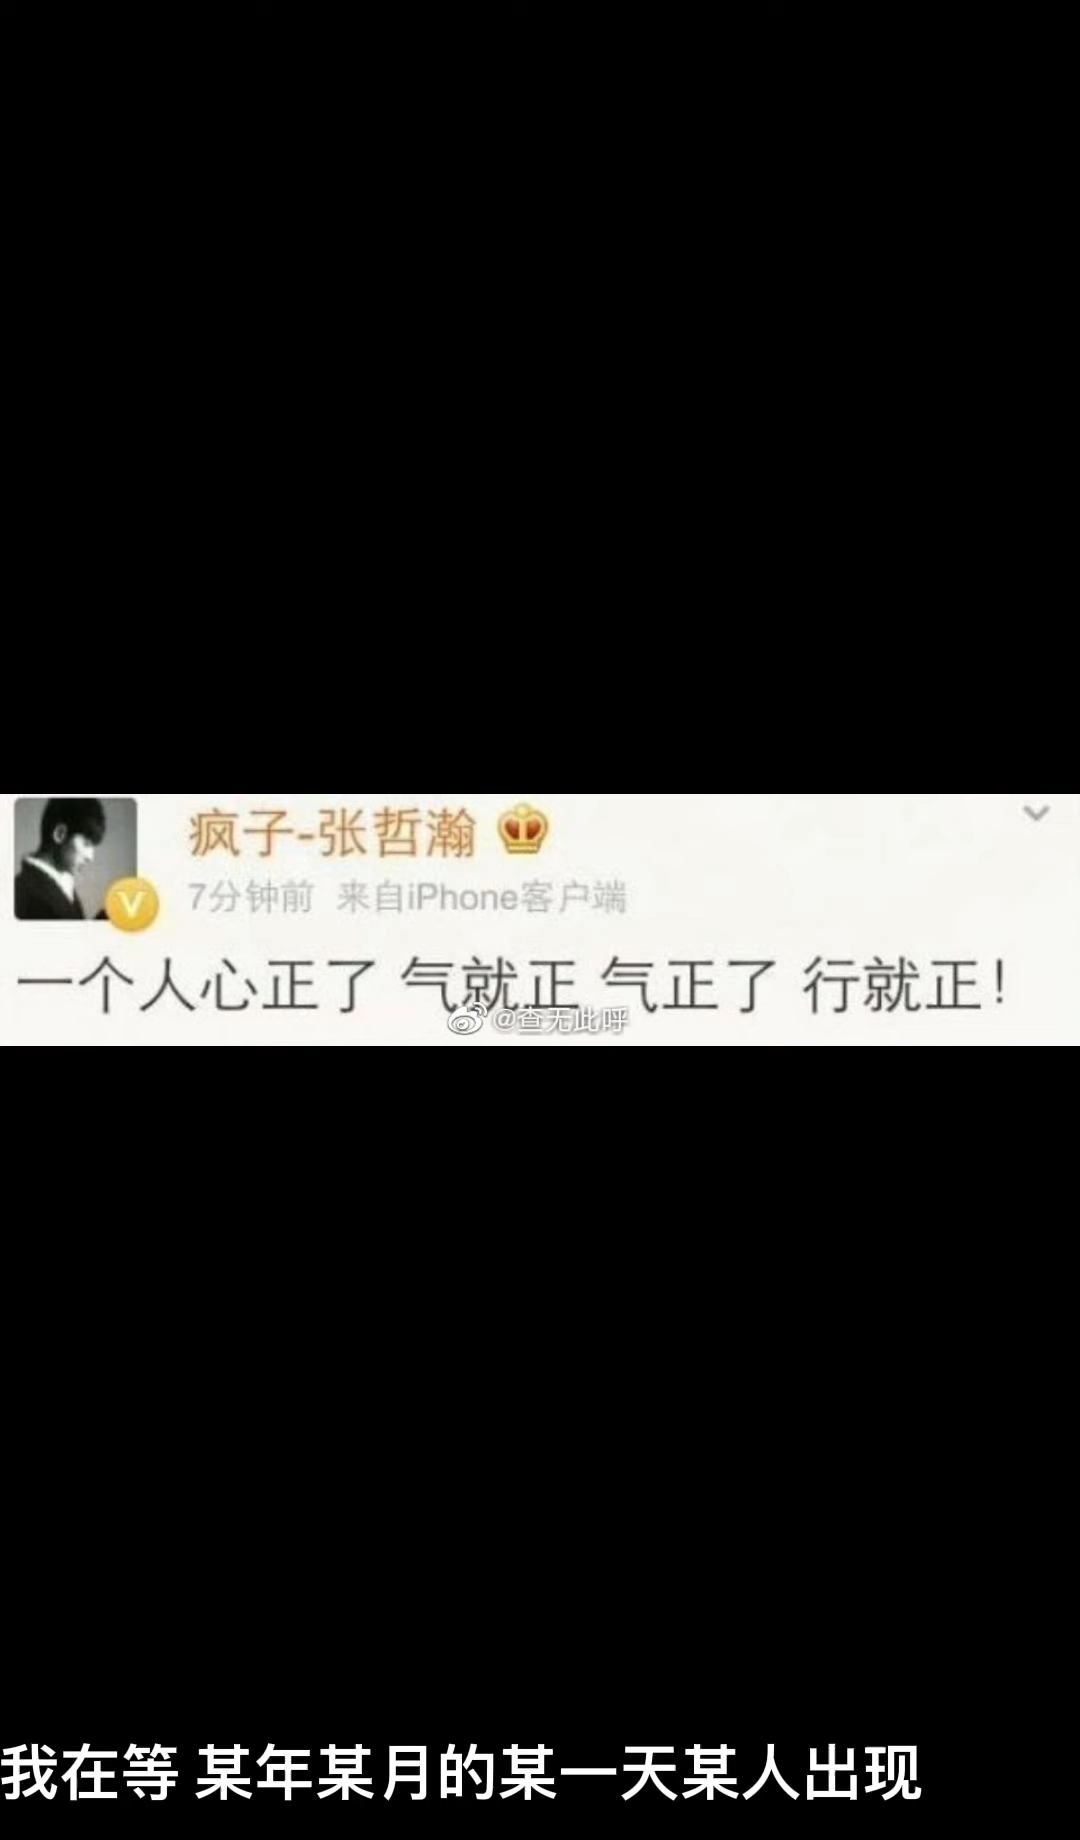 疯子-张哲瀚
7分钟前 来自iPhone客户端
一个人心正了 气就正 气正了 行就正！
@查无此呼
我在等 某年某月的某一天某人出现